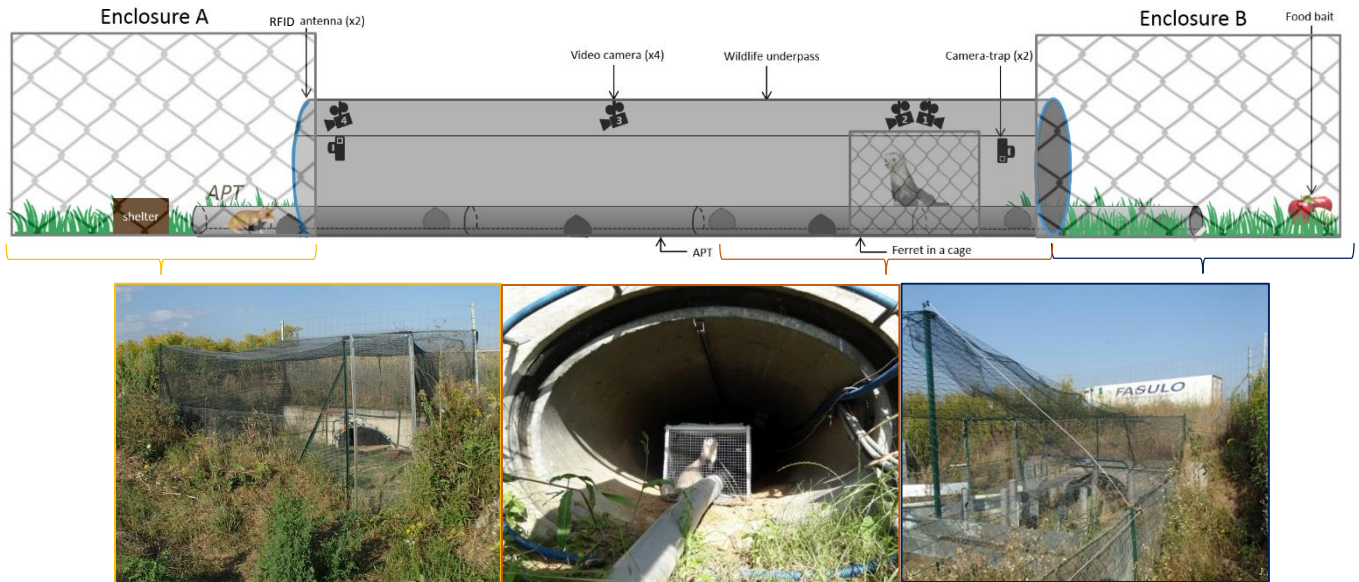 Enclosure A
Enclosure B
RFID antenna (x2)
Video camera (x4)
Wildlife underpass
Camera-trap (x2)
Food bait
4
3
2
1
APT
shelter
APT
Ferret in a cage
FASULO